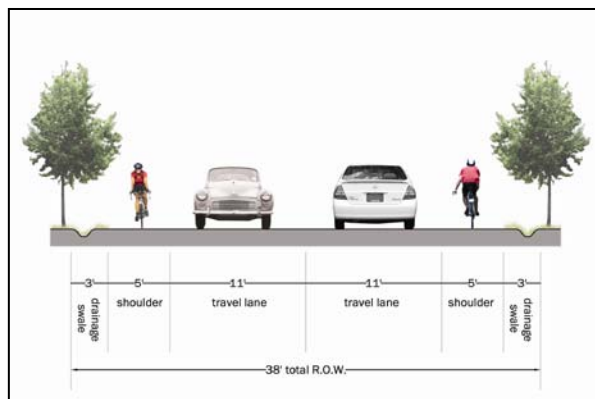 3' 5' 11' 11' 5' 3'
drainage swale
shoulder
travel lane
travel lane
shoulder
drainage swale
38' total R.O.W.